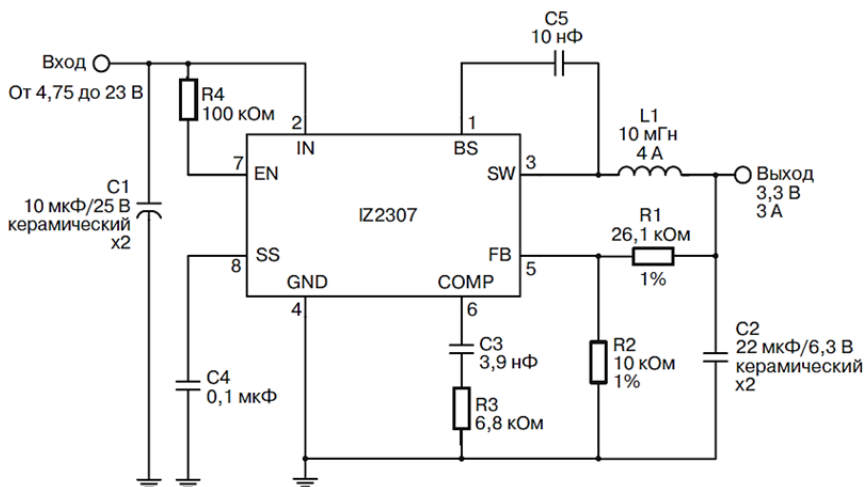 C5
10 нФ
Вход
От 4,75 до 23 В
R4
100 кОм
2
1
IN
BS
L1
10 мГн
4 А
7
EN
SW
3
Выход
3,3 В
3 А
C1
10 мкФ/25 В
керамический
x2
IZ2307
R1
26,1 кОм
1%
8
SS
FB
5
GND
COMP
4
6
C3
3,9 нФ
R2
10 кОм
1%
C2
22 мкФ/6,3 В
керамический
x2
C4
0,1 мкФ
R3
6,8 кОм